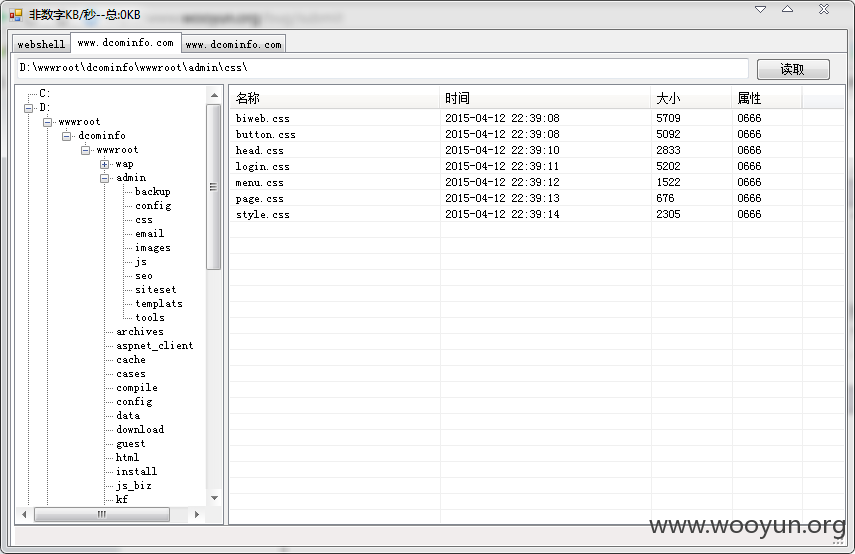 非数字KB/秒--总:0KB
webshell www.dcominfo.com www.dcominfo.com
D:\wwwroot\dcominfo\wwwroot\admin\css\ 读取
C:
D:
wwwroot
dcominfo
wwwroot
wap
admin
backup
config
css
email
images
js
seo
siteset
templats
tools
archives
aspnet_client
cache
cases
compile
config
data
download
guest
html
install
js_biz
kf
名称 时间 大小 属性
biweb.css 2015-04-12 22:39:08 5709 0666
button.css 2015-04-12 22:39:08 5092 0666
head.css 2015-04-12 22:39:10 2833 0666
login.css 2015-04-12 22:39:11 5202 0666
menu.css 2015-04-12 22:39:12 1522 0666
page.css 2015-04-12 22:39:13 676 0666
style.css 2015-04-12 22:39:14 2305 0666
www.wooyun.org